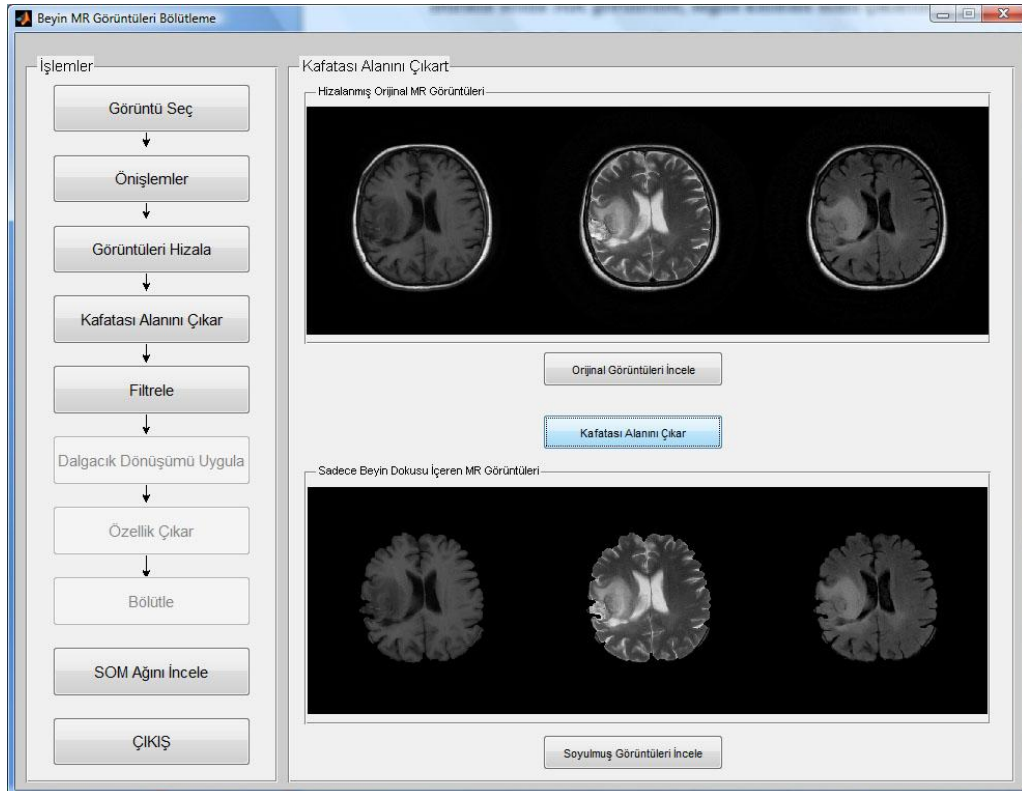 Beyin MR Görüntüleri Bölütleme
İşlemler
Görüntü Seç
Önişlemler
Görüntüleri Hizala
Kafatası Alanını Çıkar
Filtrele
Dalgacık Dönüşümü Uygula
Özellik Çıkar
Bölütle
SOM Ağını İncele
ÇIKIŞ
Kafatası Alanını Çıkart
Hizalanmış Orijinal MR Görüntüleri
Orijinal Görüntüleri İncele
Kafatası Alanını Çıkar
Sadece Beyin Dokusu İçeren MR Görüntüleri
Soyulmuş Görüntüleri İncele